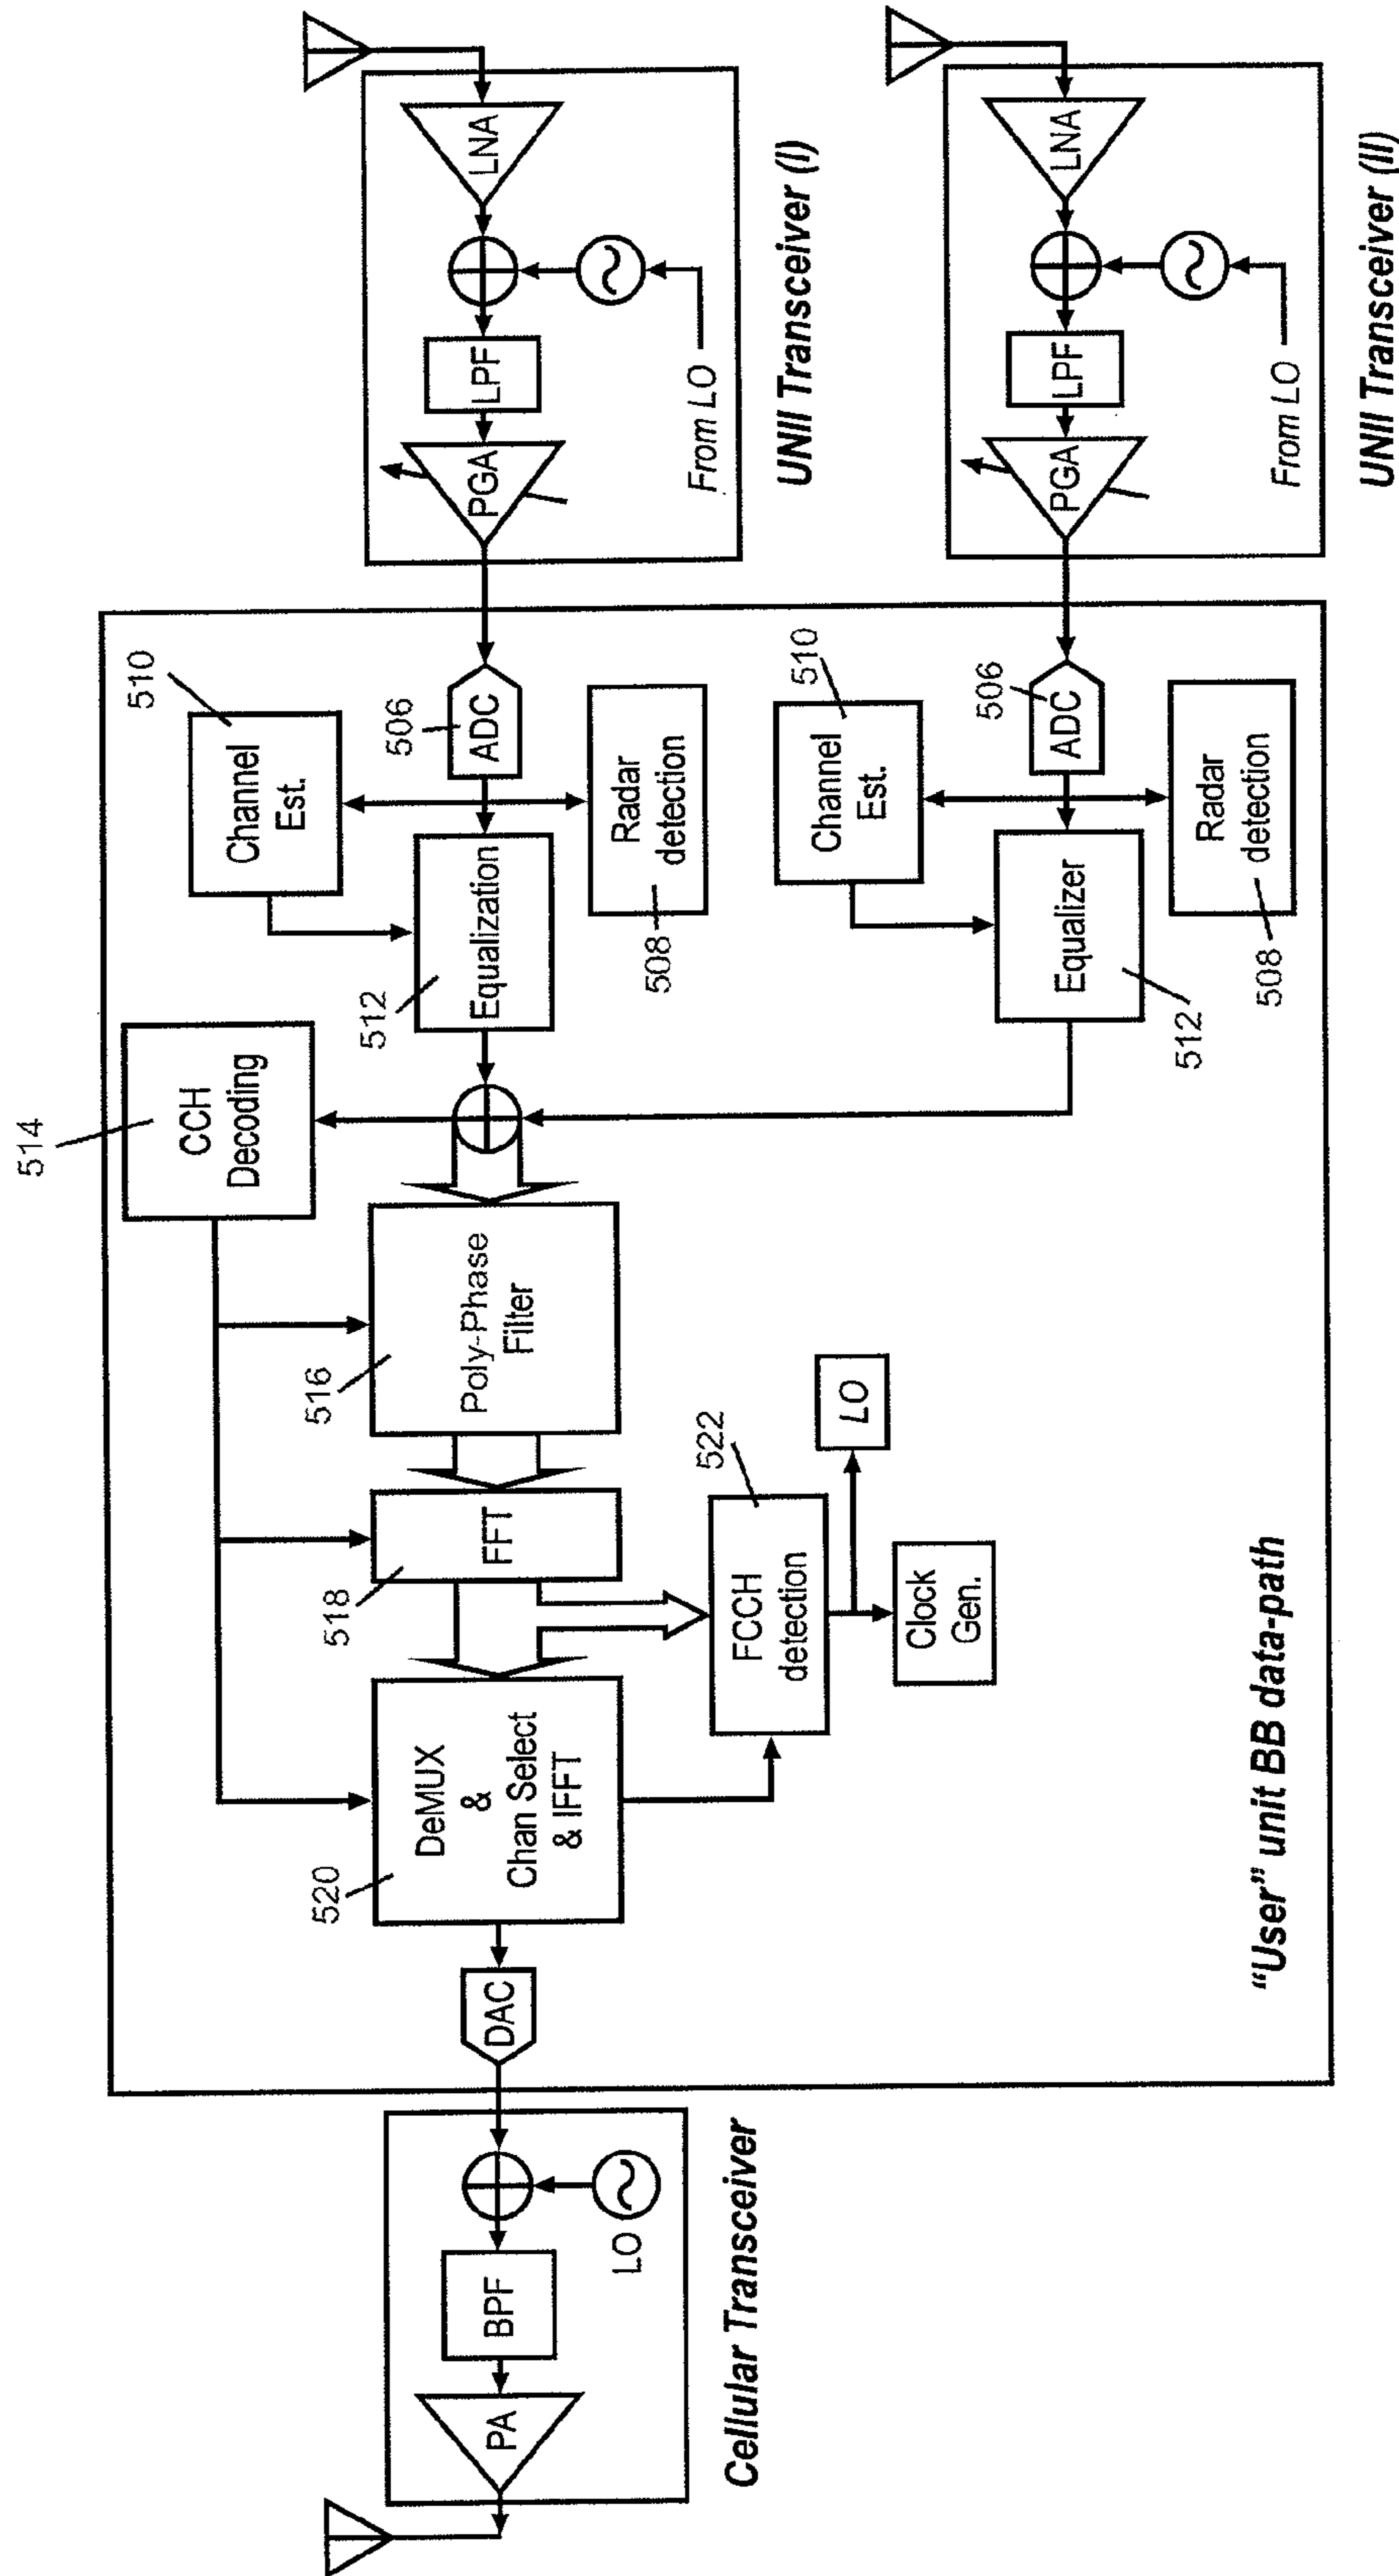 PA
BPF
LO
Cellular Transceiver
DAC
520
DeMUX
&
Chan Select
& IFFT
518
FFT
516
Poly-Phase
Filter
514
CCH
Decoding
522
FCCH
detection
LO
Clock
Gen.
512
Equalization
510
Channel
Est.
506
ADC
508
Radar
detection
512
Equalizer
510
Channel
Est.
506
ADC
508
Radar
detection
"User" unit BB data-path
PGA
LPF
LNA
From LO
UNII Transceiver (I)
PGA
LPF
LNA
From LO
UNII Transceiver (II)